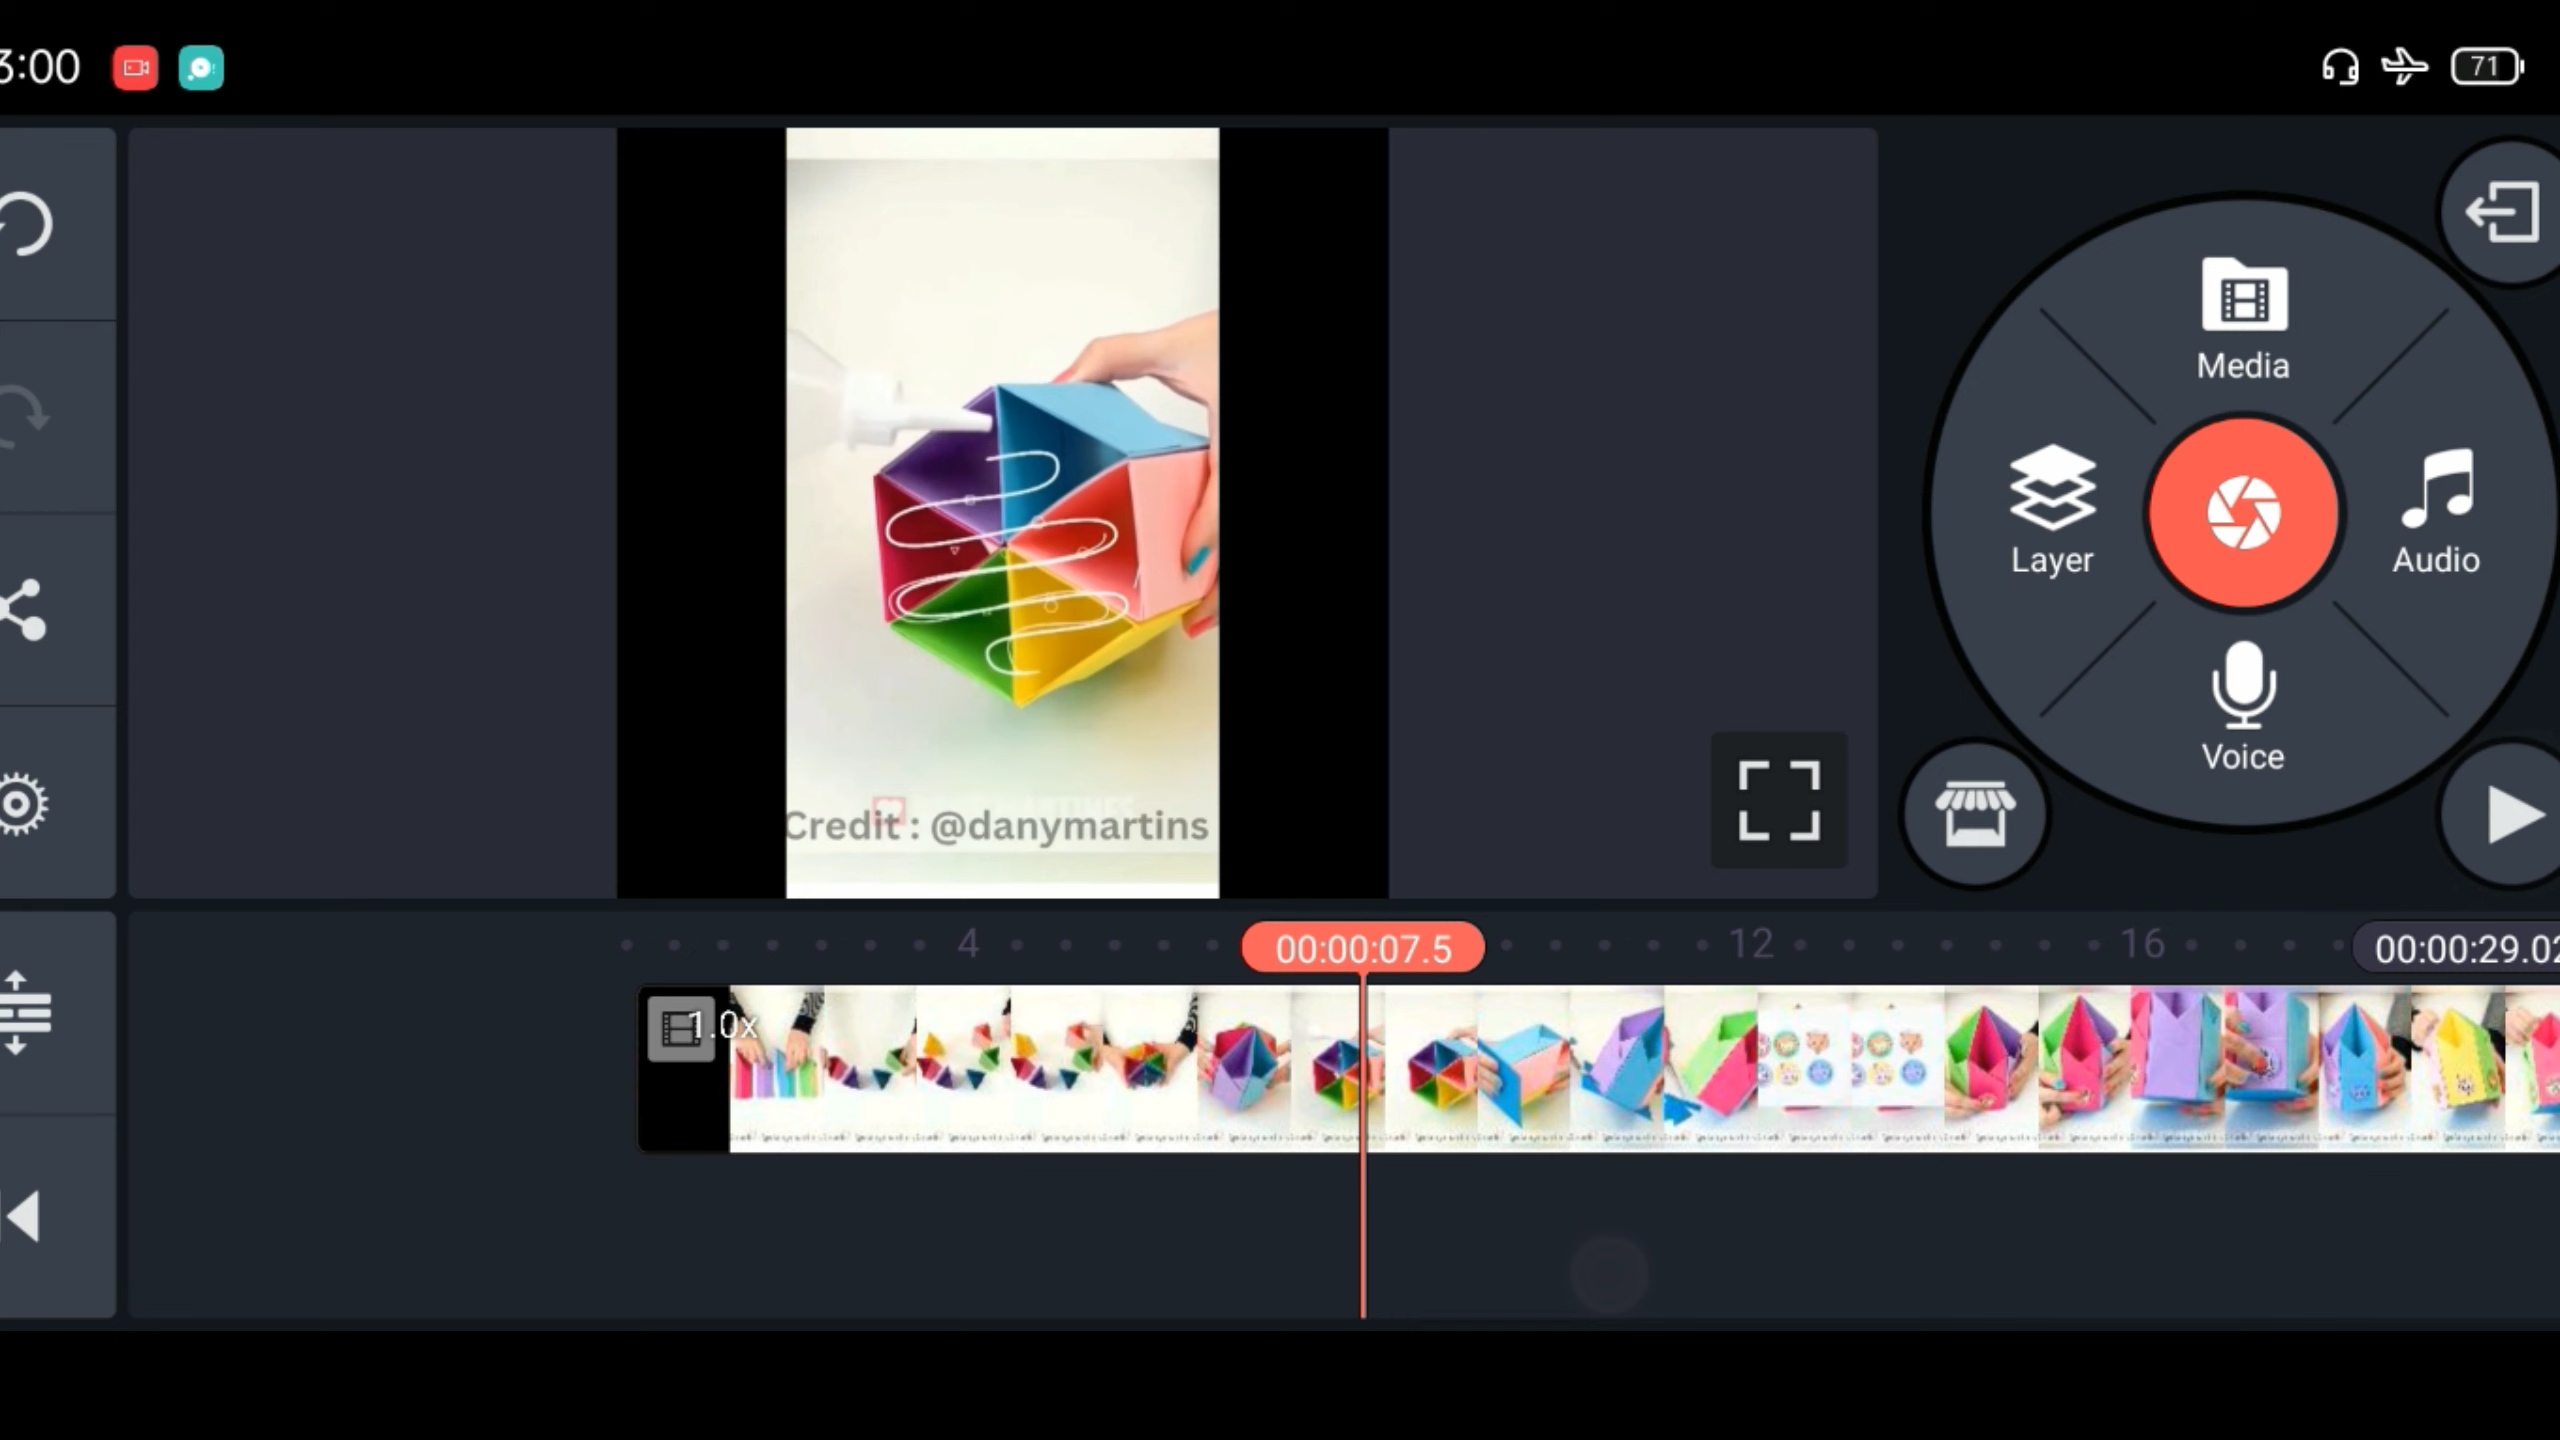 3:00
71
Media
Layer
Audio
Voice
Credit : @danymartins
4
00:00:07.5
12
16
00:00:29.02
1.0x